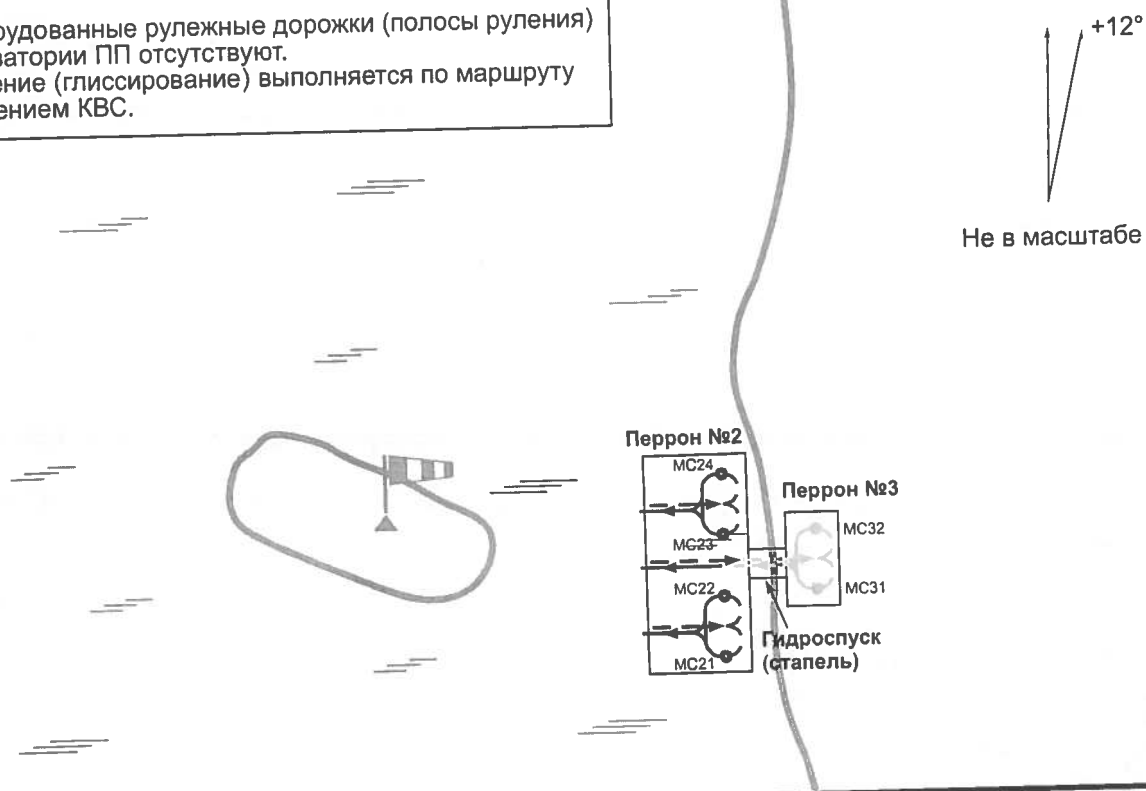 рудованные рулежные дорожки (полосы руления)
ватории ПП отсутствуют.
ение (глиссирование) выполняется по маршруту
ением КВС.
+12°
Не в масштабе
Перрон №2
МС24
Перрон №3
МС32
МС23
МС31
МС22
Гидроспуск
(стапель)
МС21